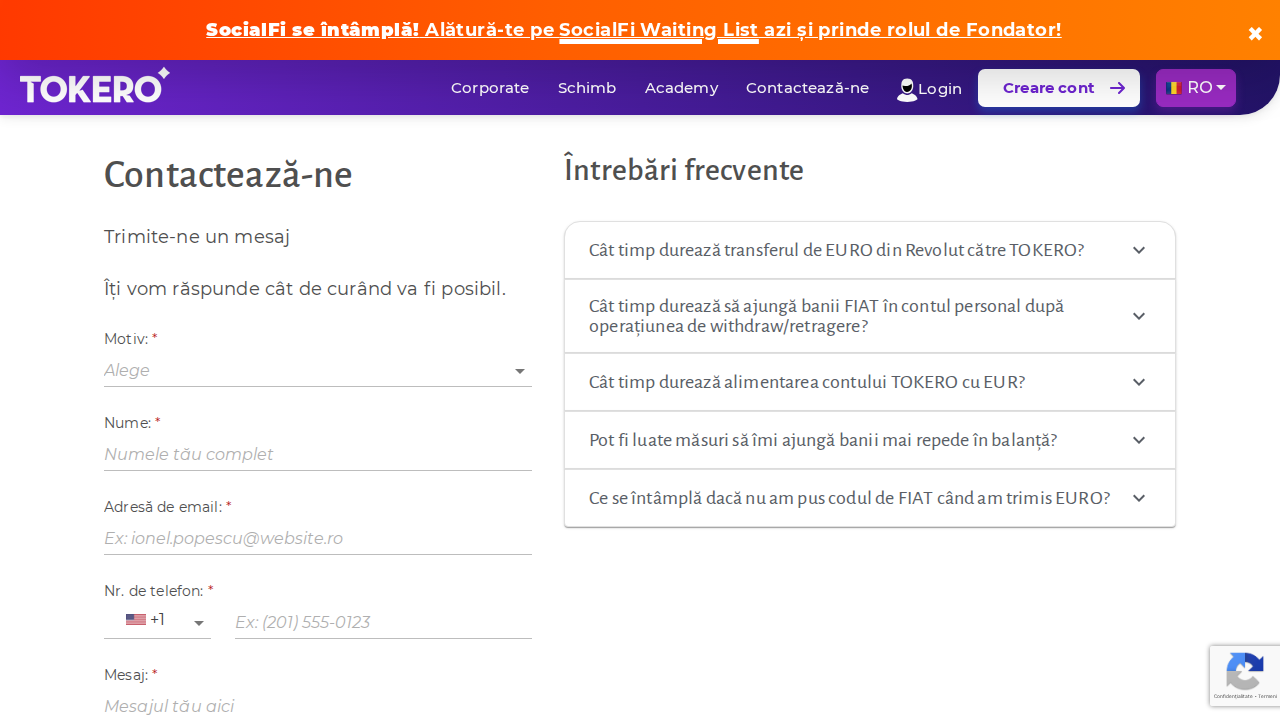 SocialFi se întâmplă! Alătură-te pe SocialFi Waiting List azi și prinde rolul de Fondator!
✖
TOKERO
Corporate
Schimb
Academy
Contactează-ne
Login
Creare cont
RO
Contactează-ne
Trimite-ne un mesaj
Îți vom răspunde cât de curând va fi posibil.
Motiv: *
Alege
Nume: *
Numele tău complet
Adresă de email: *
Ex: ionel.popescu@website.ro
Nr. de telefon: *
+1
Ex: (201) 555-0123
Mesaj: *
Mesajul tău aici
Întrebări frecvente
Cât timp durează transferul de EURO din Revolut către TOKERO?
Cât timp durează să ajungă banii FIAT în contul personal după
operațiunea de withdraw/retragere?
Cât timp durează alimentarea contului TOKERO cu EUR?
Pot fi luate măsuri să îmi ajungă banii mai repede în balanță?
Ce se întâmplă dacă nu am pus codul de FIAT când am trimis EURO?
Confidențialitate - Termeni